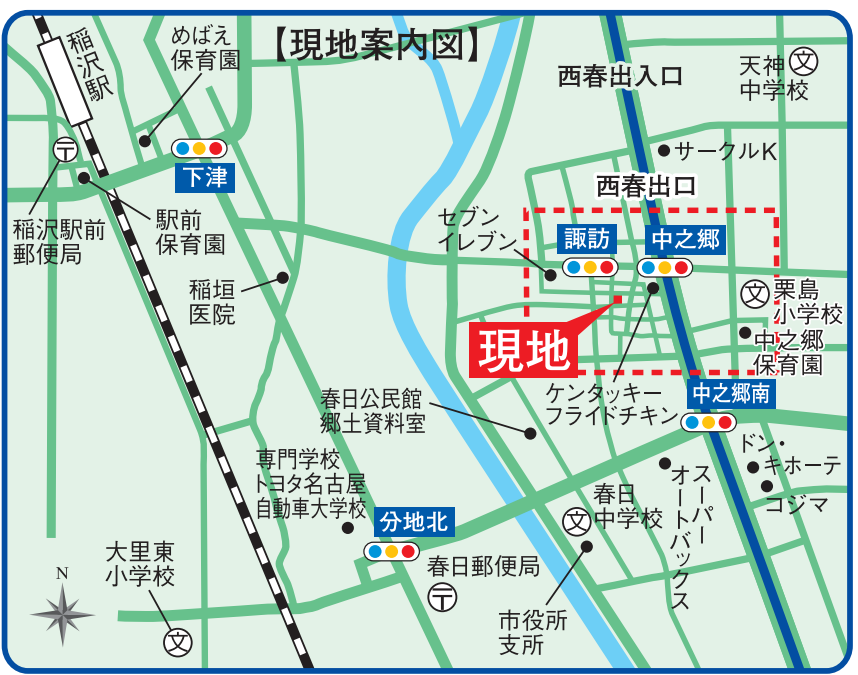 【現地案内図】
稲沢駅
めばえ
保育園
西春出入口
天神
中学校
文
サークルK
下津
西春出口
稲沢駅前
郵便局
駅前
保育園
セブン
イレブン
諏訪
中之郷
稲垣
医院
文
栗島
小学校
中之郷
保育園
現地
ケンタッキー
フライドチキン
中之郷南
春日公民館
郷土資料室
ドン・
キホーテ
コジマ
専門学校
トヨタ名古屋
自動車大学校
スーパー
オートバックス
春日
中学校
文
分地北
大里東
小学校
文
春日郵便局
市役所
支所
N